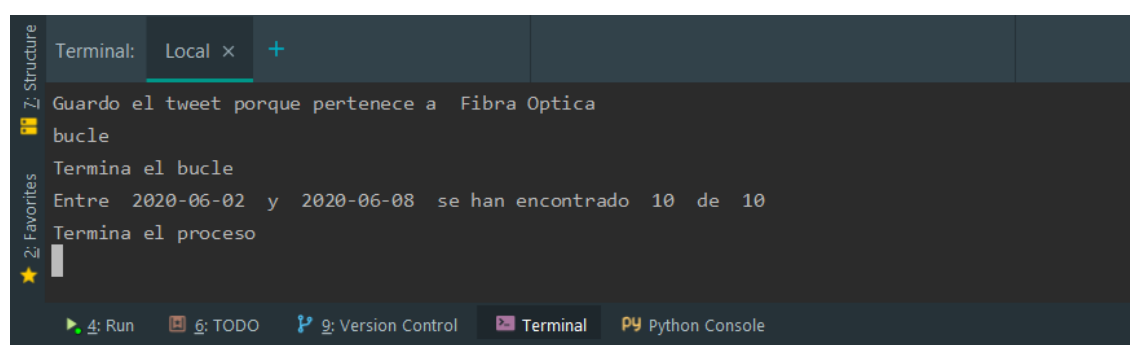 Terminal: Local × +
Guardo el tweet porque pertenece a  Fibra Optica
bucle
Termina el bucle
Entre  2020-06-02  y  2020-06-08  se han encontrado  10  de  10
Termina el proceso
7: Structure
2: Favorites
4: Run 6: TODO 9: Version Control Terminal Python Console